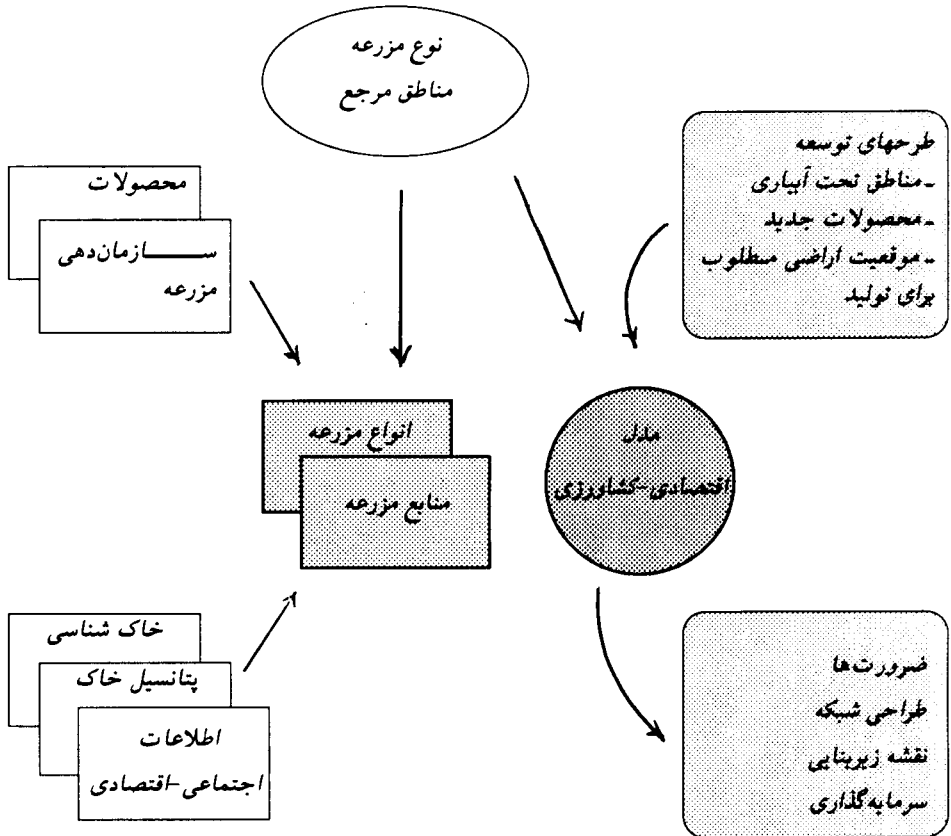 نوع مزرعه
مناطق مرجع
طرحهای توسعه
ـ مناطق تحت آبیاری
ـ محصولات جدید
ـ موقعیت اراضی مطلوب
برای تولید
محصولات
ســـــازمان‌دهی
مزرعه
انواع مزرعه
منابع مزرعه
مدل
اقتصادی-کشاورزی
خاک شناسی
پتانسیل خاک
اطلاعات
اجتماعی-اقتصادی
ضرورت‌ها
طراحی شبکه
نقشه زیربنایی
سرمایه‌گذاری